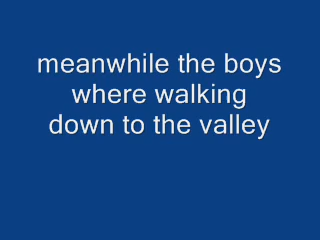 meanwhile the boys
where walking
down to the valley